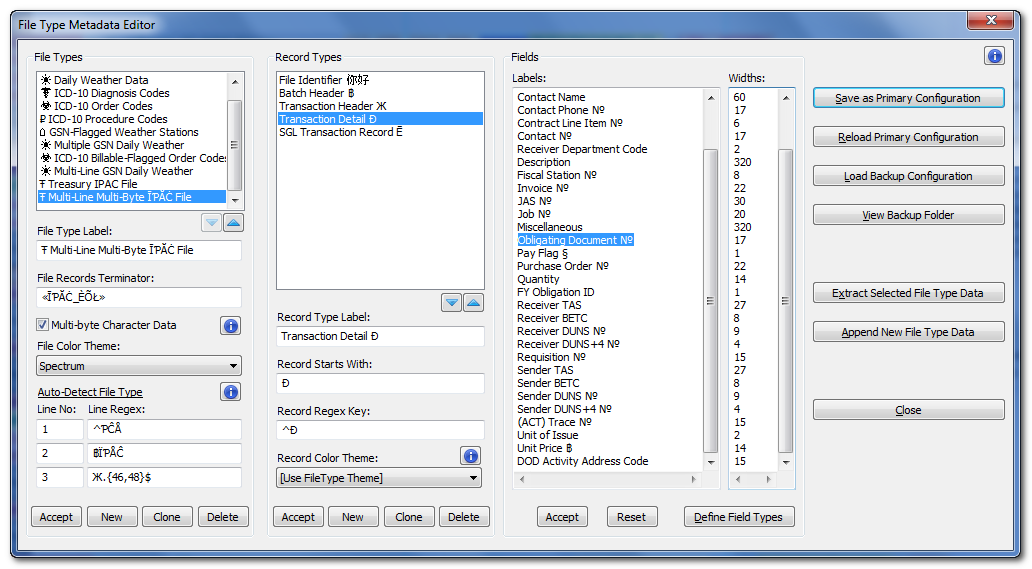 File Type Metadata Editor
File Types
Daily Weather Data
ICD-10 Diagnosis Codes
ICD-10 Order Codes
ICD-10 Procedure Codes
GSN-Flagged Weather Stations
Multiple GSN Daily Weather
ICD-10 Billable-Flagged Order Codes
Multi-Line GSN Daily Weather
Ŧ Treasury IPAC File
Ŧ Multi-Line Multi-Byte ĪƤÄĊ File
File Type Label:
Ŧ Multi-Line Multi-Byte ĪƤÄĊ File
File Records Terminator:
«ĪƤÄĊ_ÈÕŁ»
Multi-byte Character Data
File Color Theme:
Spectrum
Auto-Detect File Type
Line No:
Line Regex:
1
^ƤĈÅ
2
฿ÏƤÂĈ
3
Ж.{46,48}$
Accept
New
Clone
Delete
Record Types
File Identifier 你好
Batch Header ฿
Transaction Header Ж
Transaction Detail Đ
SGL Transaction Record Ē
Record Type Label:
Transaction Detail Đ
Record Starts With:
Đ
Record Regex Key:
^Đ
Record Color Theme:
[Use FileType Theme]
Accept
New
Clone
Delete
Fields
Labels:
Widths:
Contact Name 60
Contact Phone № 17
Contract Line Item № 6
Contact № 17
Receiver Department Code 2
Description 320
Fiscal Station № 8
Invoice № 22
JAS № 30
Job № 20
Miscellaneous 320
Obligating Document № 17
Pay Flag § 1
Purchase Order № 22
Quantity 14
FY Obligation ID 1
Receiver TAS 27
Receiver BETC 8
Receiver DUNS № 9
Receiver DUNS+4 № 4
Requisition № 15
Sender TAS 27
Sender BETC 8
Sender DUNS № 9
Sender DUNS+4 № 4
(ACT) Trace № 15
Unit of Issue 2
Unit Price ฿ 14
DOD Activity Address Code 15
Accept
Reset
Define Field Types
Save as Primary Configuration
Reload Primary Configuration
Load Backup Configuration
View Backup Folder
Extract Selected File Type Data
Append New File Type Data
Close